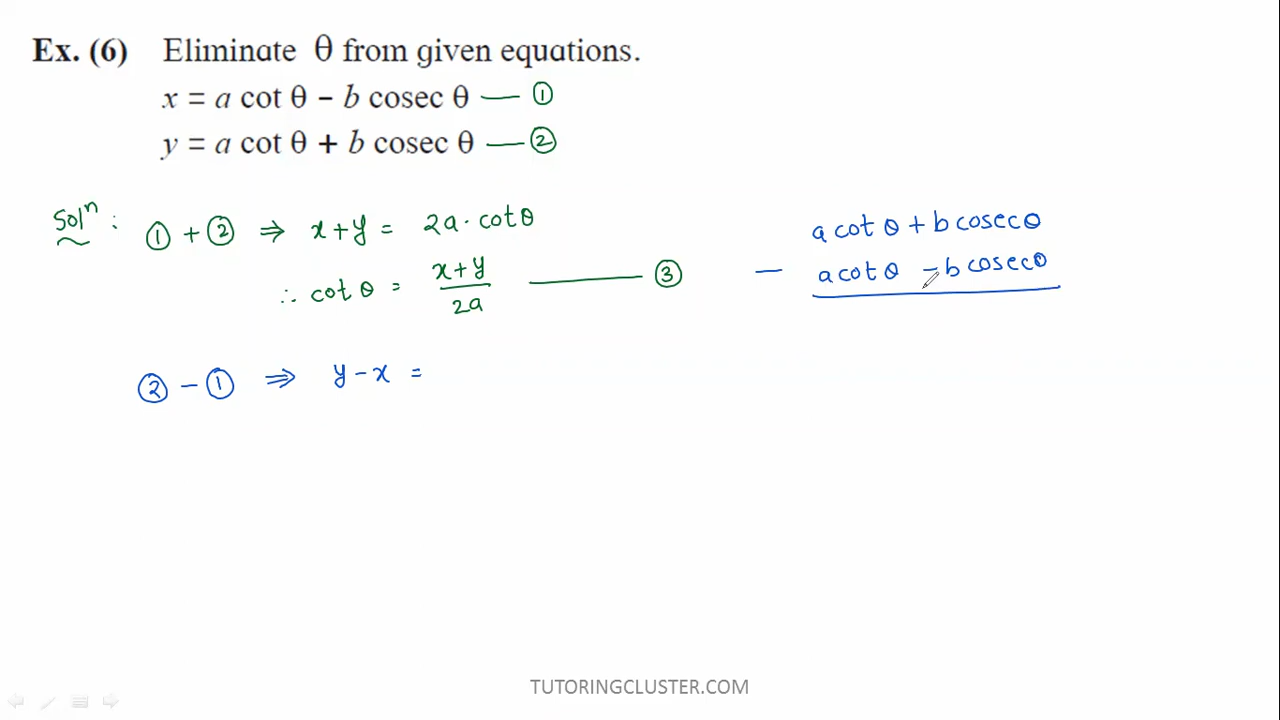 Ex. (6) Eliminate θ from given equations.
x = a cot θ – b cosec θ — ①
y = a cot θ + b cosec θ — ②
Solⁿ : ① + ② ⇒ x + y = 2a · cot θ
∴ cot θ = x + y / 2a — ③
a cot θ + b cosec θ
— a cot θ – b cosec θ
② – ① ⇒ y – x =
TUTORINGCLUSTER.COM